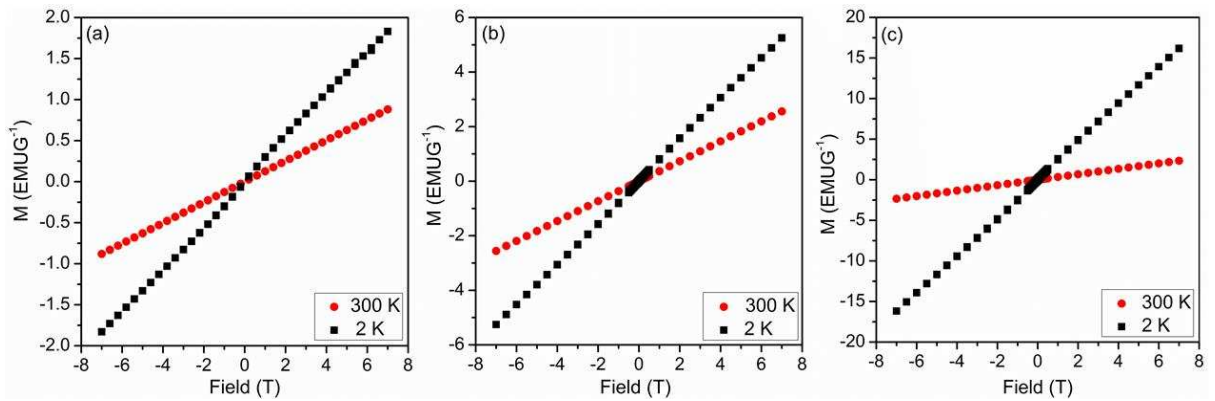 (a)
M (EMUG⁻¹)
2.0
1.5
1.0
0.5
0.0
-0.5
-1.0
-1.5
-2.0
-8 -6 -4 -2 0 2 4 6 8
Field (T)
300 K
2 K
(b)
M (EMUG⁻¹)
6
4
2
0
-2
-4
-6
-8 -6 -4 -2 0 2 4 6 8
Field (T)
300 K
2 K
(c)
M (EMUG⁻¹)
20
15
10
5
0
-5
-10
-15
-20
-8 -6 -4 -2 0 2 4 6 8
Field (T)
300 K
2 K